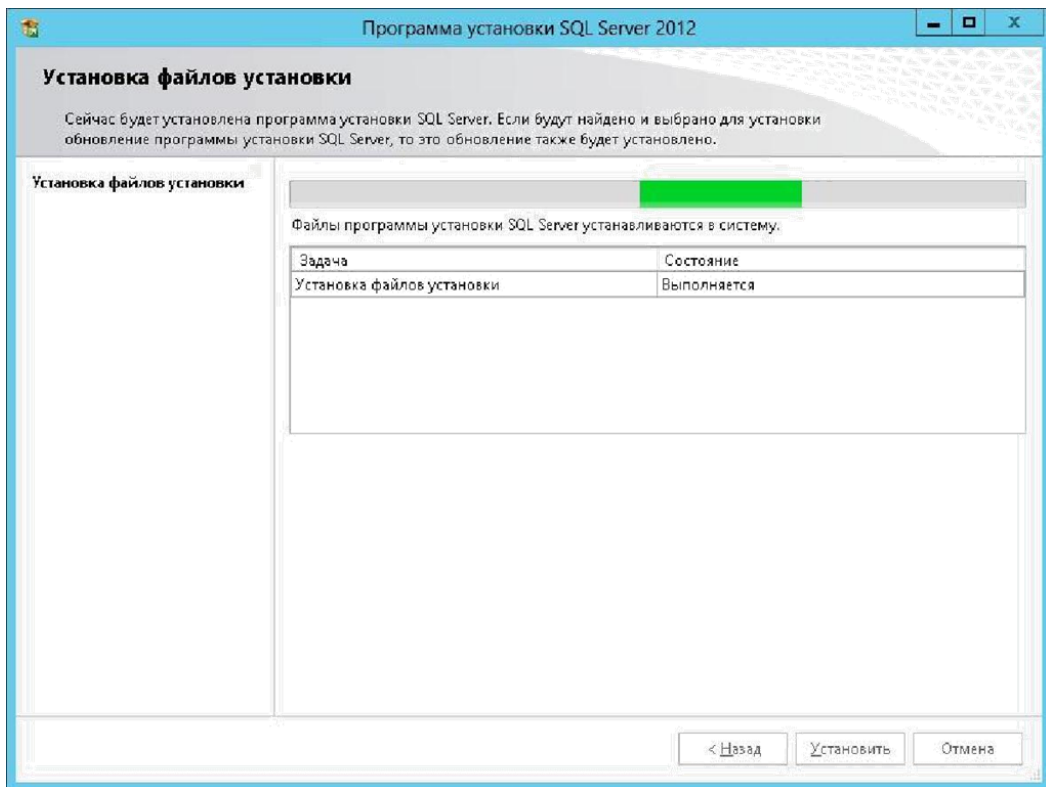 Программа установки SQL Server 2012
Установка файлов установки
Сейчас будет установлена программа установки SQL Server. Если будут найдено и выбрано для установки
обновление программы установки SQL Server, то это обновление также будет установлено.
Установка файлов установки
Файлы программы установки SQL Server устанавливаются в систему.
Задача Состояние
Установка файлов установки Выполняется
< Назад Установить Отмена